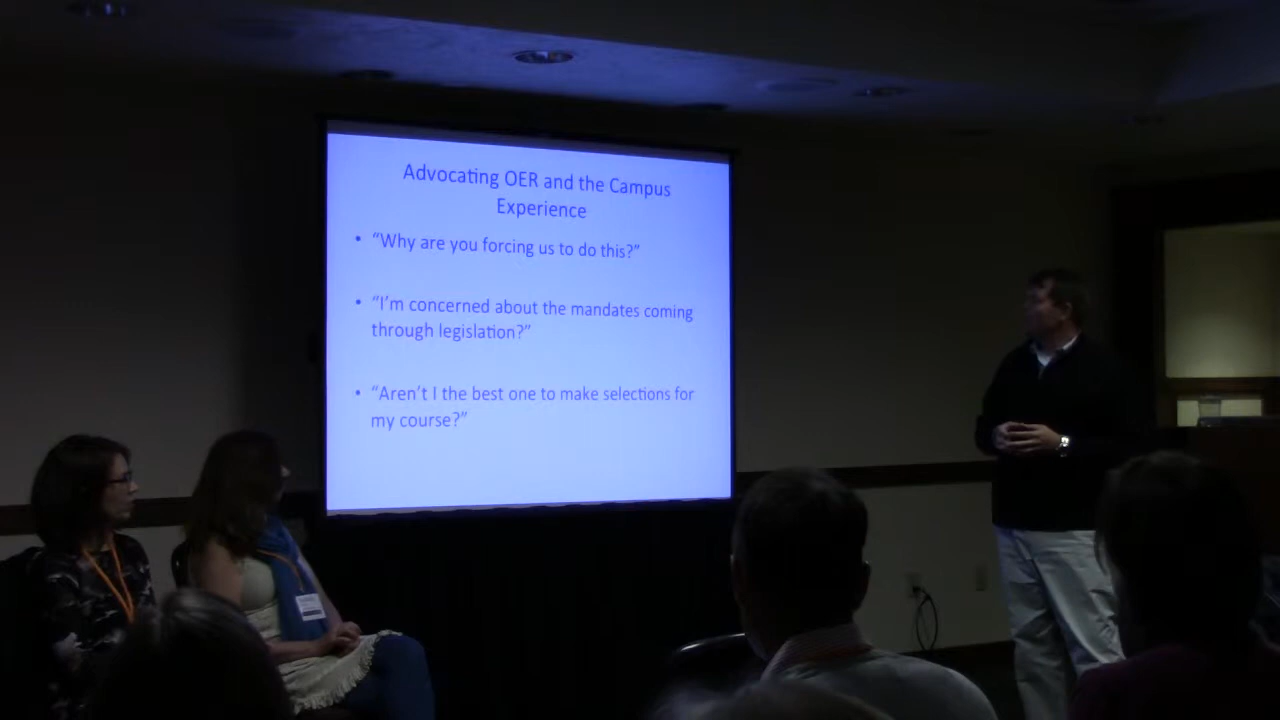 Advocating OER and the Campus
Experience
• “Why are you forcing us to do this?”
• “I’m concerned about the mandates coming
through legislation?”
• “Aren’t I the best one to make selections for
my course?”